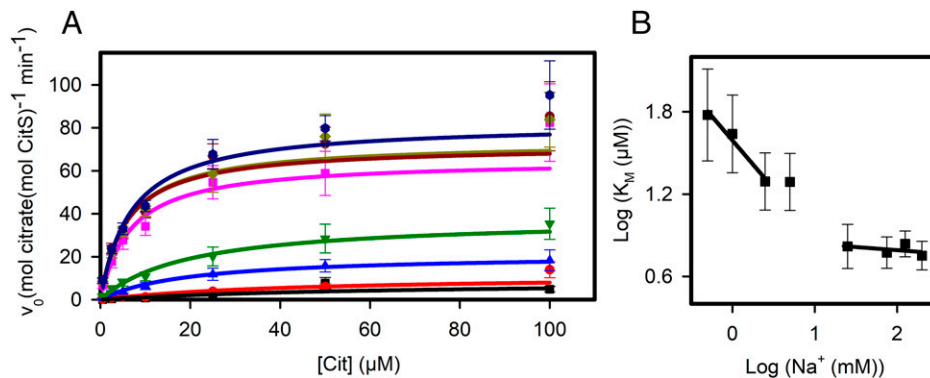 A
v₀ (mol citrate(mol CitS)⁻¹ min⁻¹)
100
80
60
40
20
0
0 20 40 60 80 100
[Cit] (µM)
B
Log (K_M (µM))
1.8
1.2
0.6
0 1 2
Log (Na⁺ (mM))